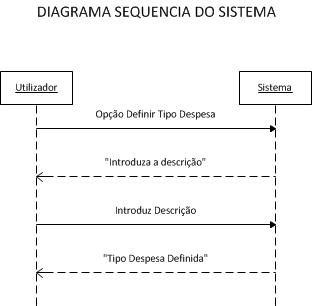 DIAGRAMA SEQUENCIA DO SISTEMA
Utilizador
Sistema
Opção Definir Tipo Despesa
"Introduza a descrição"
Introduz Descrição
"Tipo Despesa Definida"